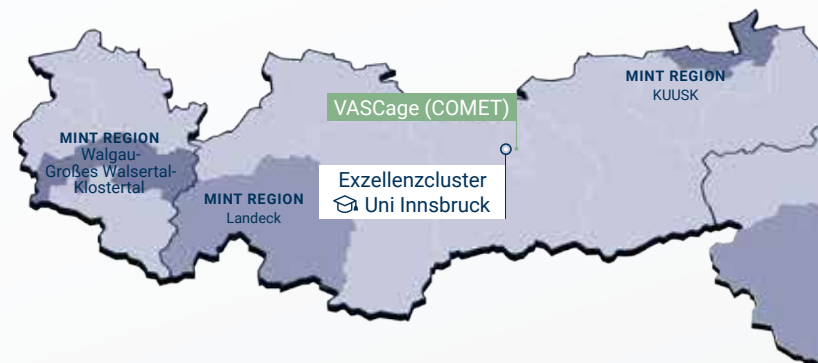 MINT REGION
KUUSK
VASCage (COMET)
MINT REGION
Walgau-
Großes Walsertal-
Klostertal
Exzellenzcluster
Uni Innsbruck
MINT REGION
Landeck